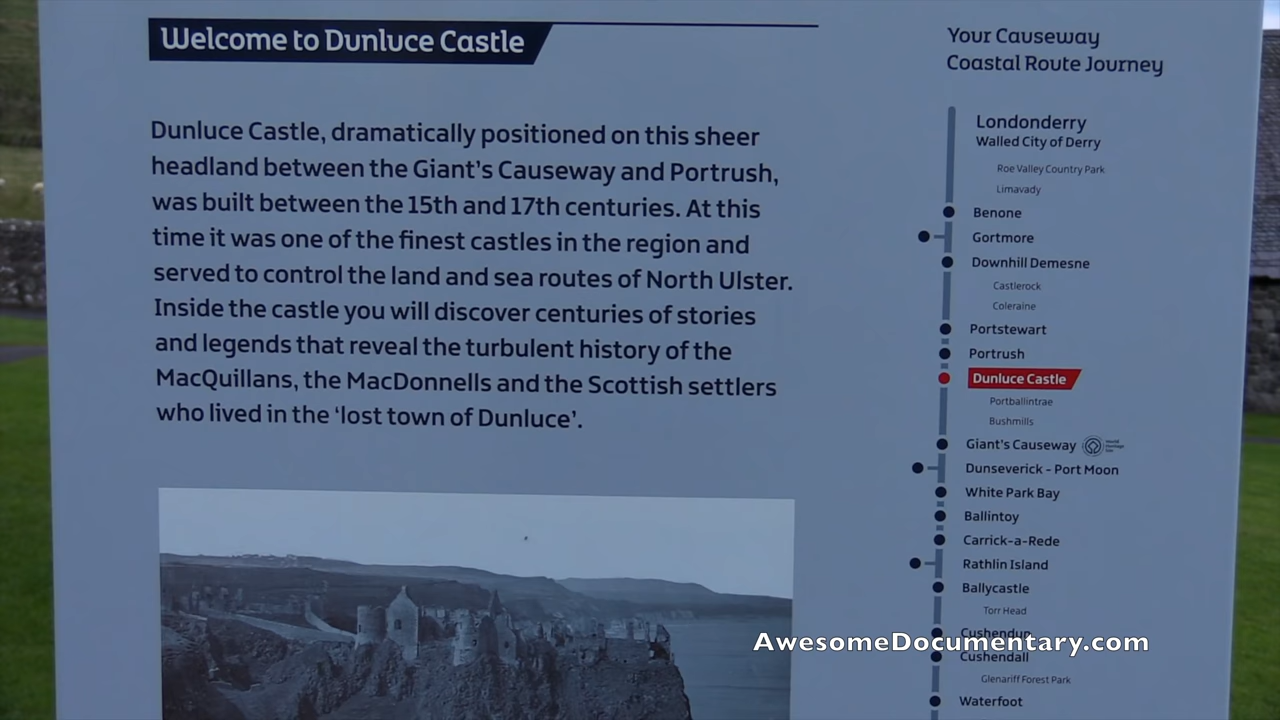 Welcome to Dunluce Castle
Dunluce Castle, dramatically positioned on this sheer
headland between the Giant's Causeway and Portrush,
was built between the 15th and 17th centuries. At this
time it was one of the finest castles in the region and
served to control the land and sea routes of North Ulster.
Inside the castle you will discover centuries of stories
and legends that reveal the turbulent history of the
MacQuillans, the MacDonnells and the Scottish settlers
who lived in the ‘lost town of Dunluce’.
Your Causeway
Coastal Route Journey
Londonderry
Walled City of Derry
Roe Valley Country Park
Limavady
Benone
Gortmore
Downhill Demesne
Castlerock
Coleraine
Portstewart
Portrush
Dunluce Castle
Portballintrae
Bushmills
Giant's Causeway
World
Heritage
Site
Dunseverick - Port Moon
White Park Bay
Ballintoy
Carrick-a-Rede
Rathlin Island
Ballycastle
Torr Head
Cushendun
Cushendall
Glenariff Forest Park
Waterfoot
AwesomeDocumentary.com